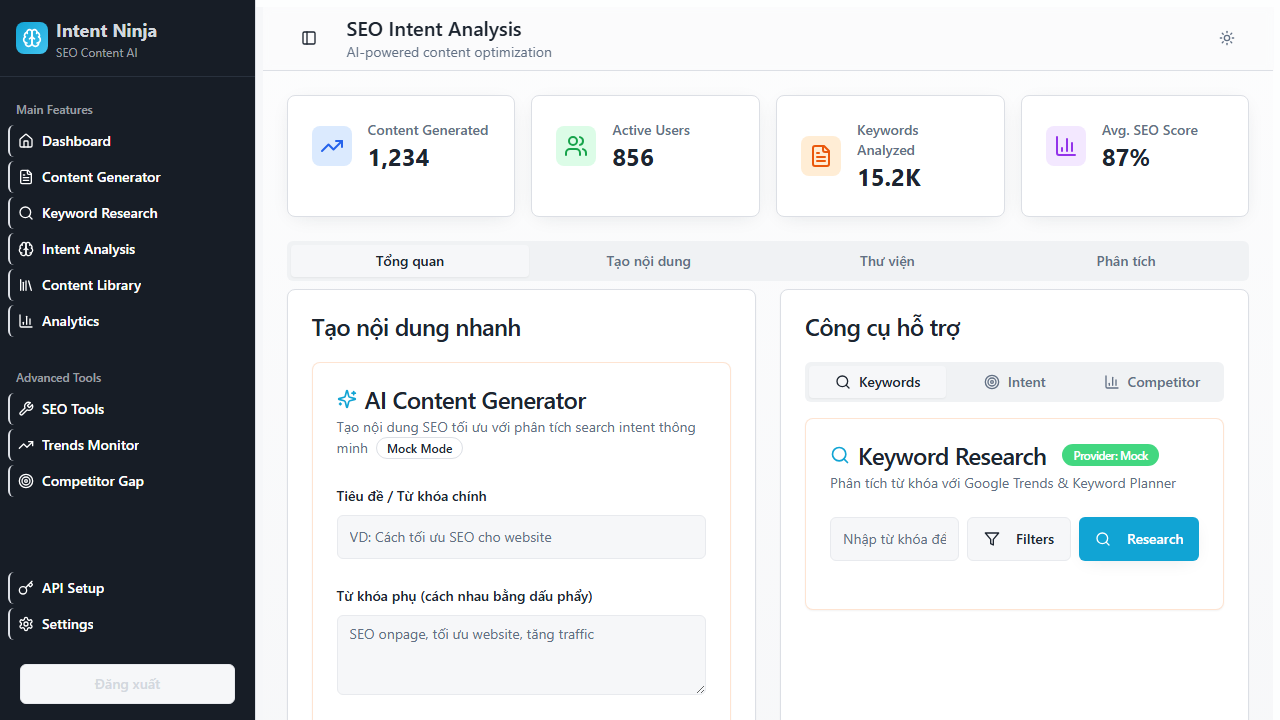 Intent Ninja
SEO Content AI
Main Features
Dashboard
Content Generator
Keyword Research
Intent Analysis
Content Library
Analytics
Advanced Tools
SEO Tools
Trends Monitor
Competitor Gap
API Setup
Settings
Đăng xuất
SEO Intent Analysis
AI-powered content optimization
Content Generated
1,234
Active Users
856
Keywords
Analyzed
15.2K
Avg. SEO Score
87%
Tổng quan
Tạo nội dung
Thư viện
Phân tích
Tạo nội dung nhanh
AI Content Generator
Tạo nội dung SEO tối ưu với phân tích search intent thông
minh Mock Mode
Tiêu đề / Từ khóa chính
VD: Cách tối ưu SEO cho website
Từ khóa phụ (cách nhau bằng dấu phẩy)
SEO onpage, tối ưu website, tăng traffic
Công cụ hỗ trợ
Keywords
Intent
Competitor
Keyword Research Provider: Mock
Phân tích từ khóa với Google Trends & Keyword Planner
Nhập từ khóa để
Filters
Research